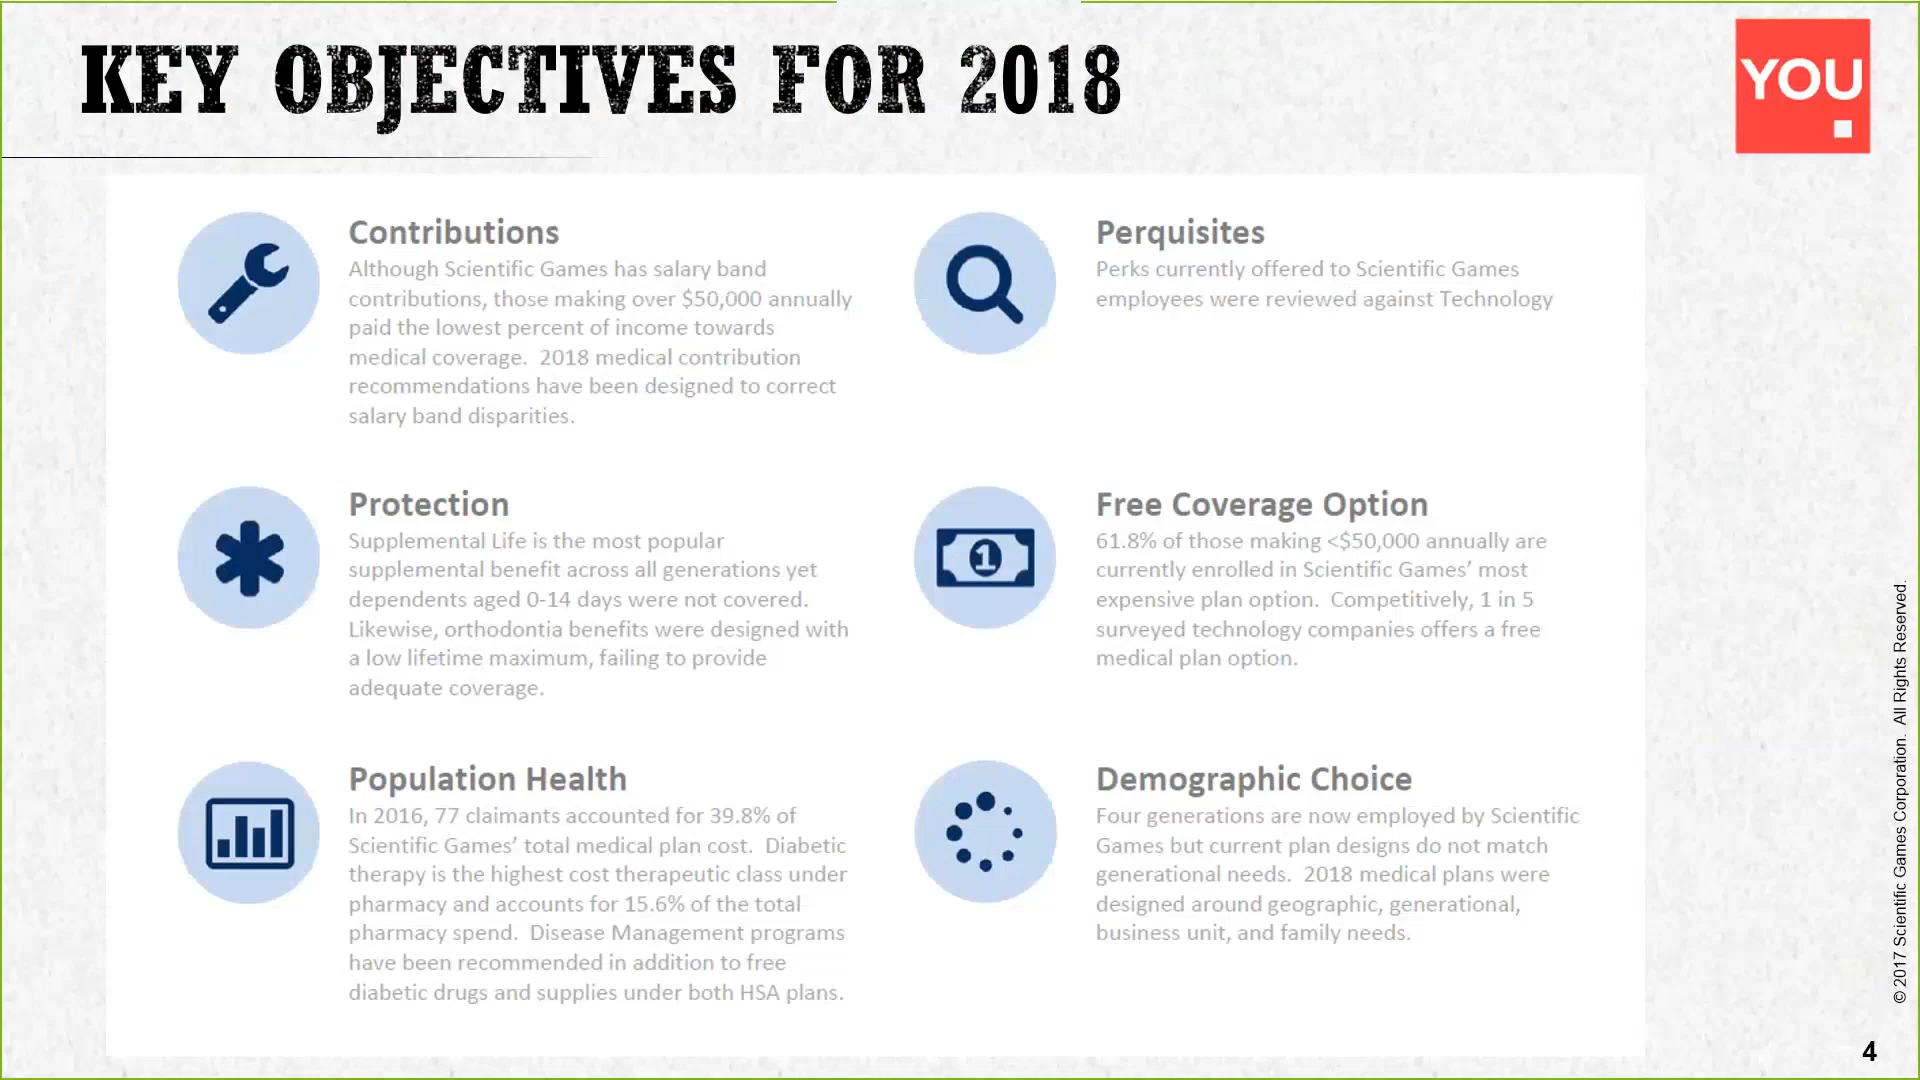 KEY OBJECTIVES FOR 2018
YOU
Contributions
Although Scientific Games has salary band
contributions, those making over $50,000 annually
paid the lowest percent of income towards
medical coverage.  2018 medical contribution
recommendations have been designed to correct
salary band disparities.
Perquisites
Perks currently offered to Scientific Games
employees were reviewed against Technology
Protection
Supplemental Life is the most popular
supplemental benefit across all generations yet
dependents aged 0-14 days were not covered.
Likewise, orthodontia benefits were designed with
a low lifetime maximum, failing to provide
adequate coverage.
1
Free Coverage Option
61.8% of those making <$50,000 annually are
currently enrolled in Scientific Games' most
expensive plan option.  Competitively, 1 in 5
surveyed technology companies offers a free
medical plan option.
Population Health
In 2016, 77 claimants accounted for 39.8% of
Scientific Games' total medical plan cost.  Diabetic
therapy is the highest cost therapeutic class under
pharmacy and accounts for 15.6% of the total
pharmacy spend.  Disease Management programs
have been recommended in addition to free
diabetic drugs and supplies under both HSA plans.
Demographic Choice
Four generations are now employed by Scientific
Games but current plan designs do not match
generational needs.  2018 medical plans were
designed around geographic, generational,
business unit, and family needs.
© 2017 Scientific Games Corporation.  All Rights Reserved.
4